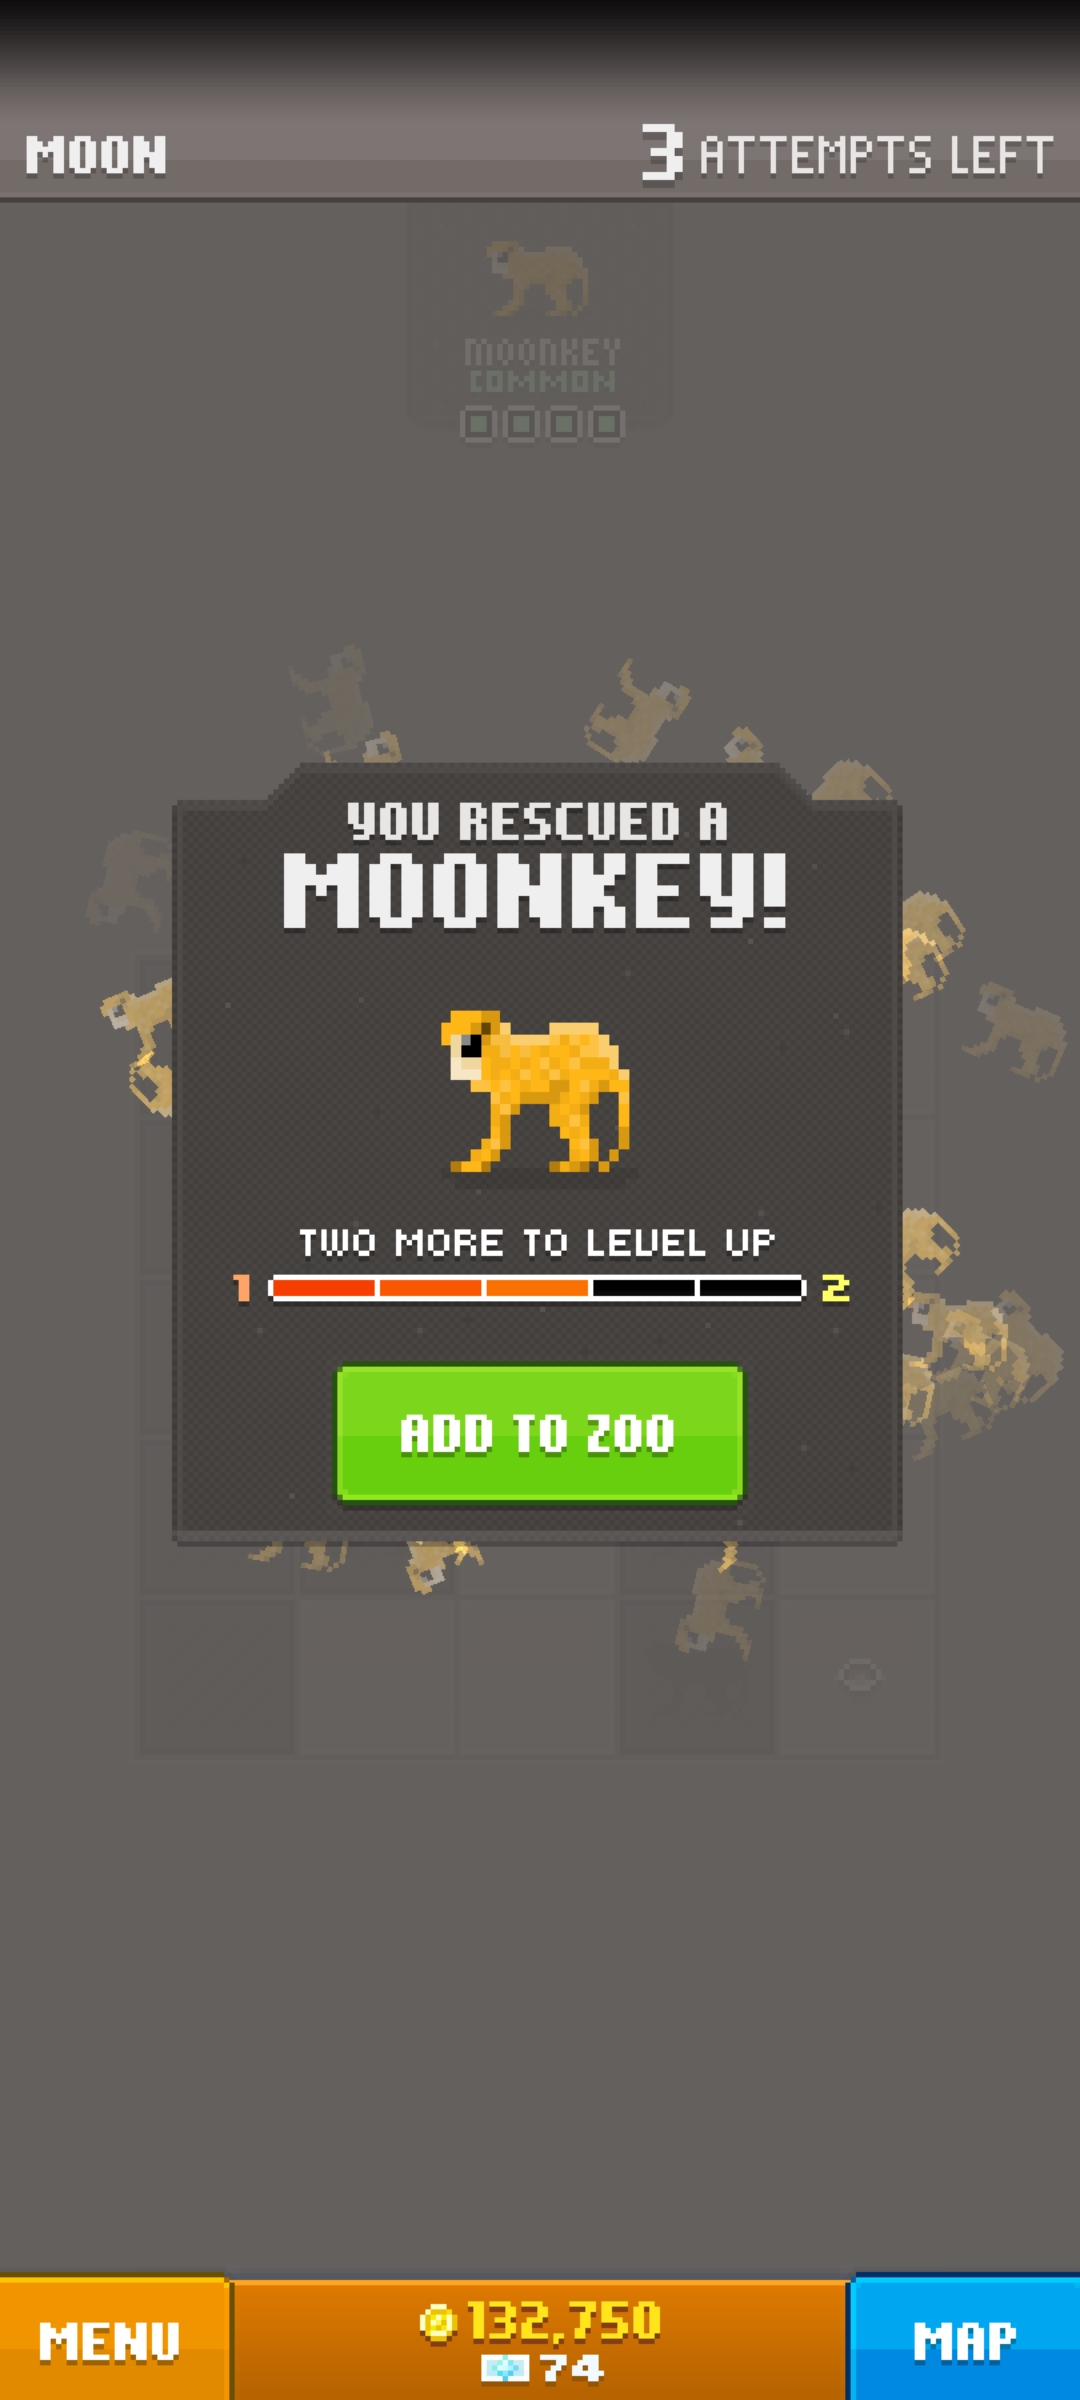 MOON
3 ATTEMPTS LEFT
MOONKEY
COMMON
YOU RESCUED A
MOONKEY!
TWO MORE TO LEVEL UP
1 2
ADD TO ZOO
MENU
132,750
74
MAP